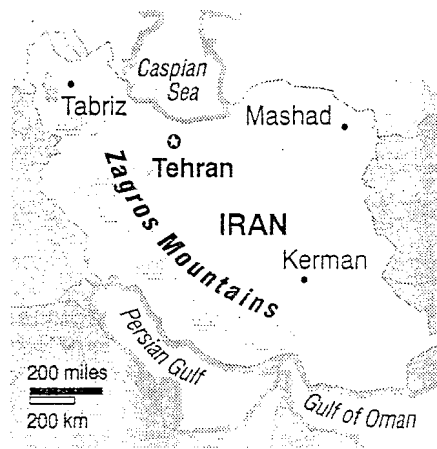 Caspian
Sea
Tabriz
Mashad
Tehran
Zagros Mountains
IRAN
Kerman
Persian Gulf
200 miles
200 km
Gulf of Oman